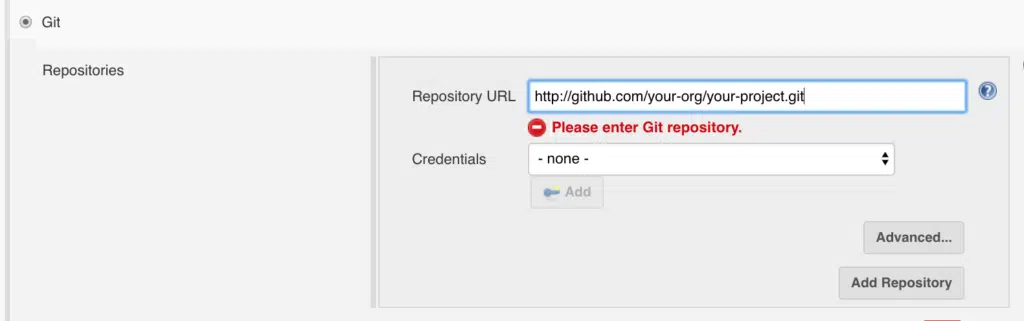 Git
Repositories
Repository URL http://github.com/your-org/your-project.git
Please enter Git repository.
Credentials - none -
Add
Advanced...
Add Repository